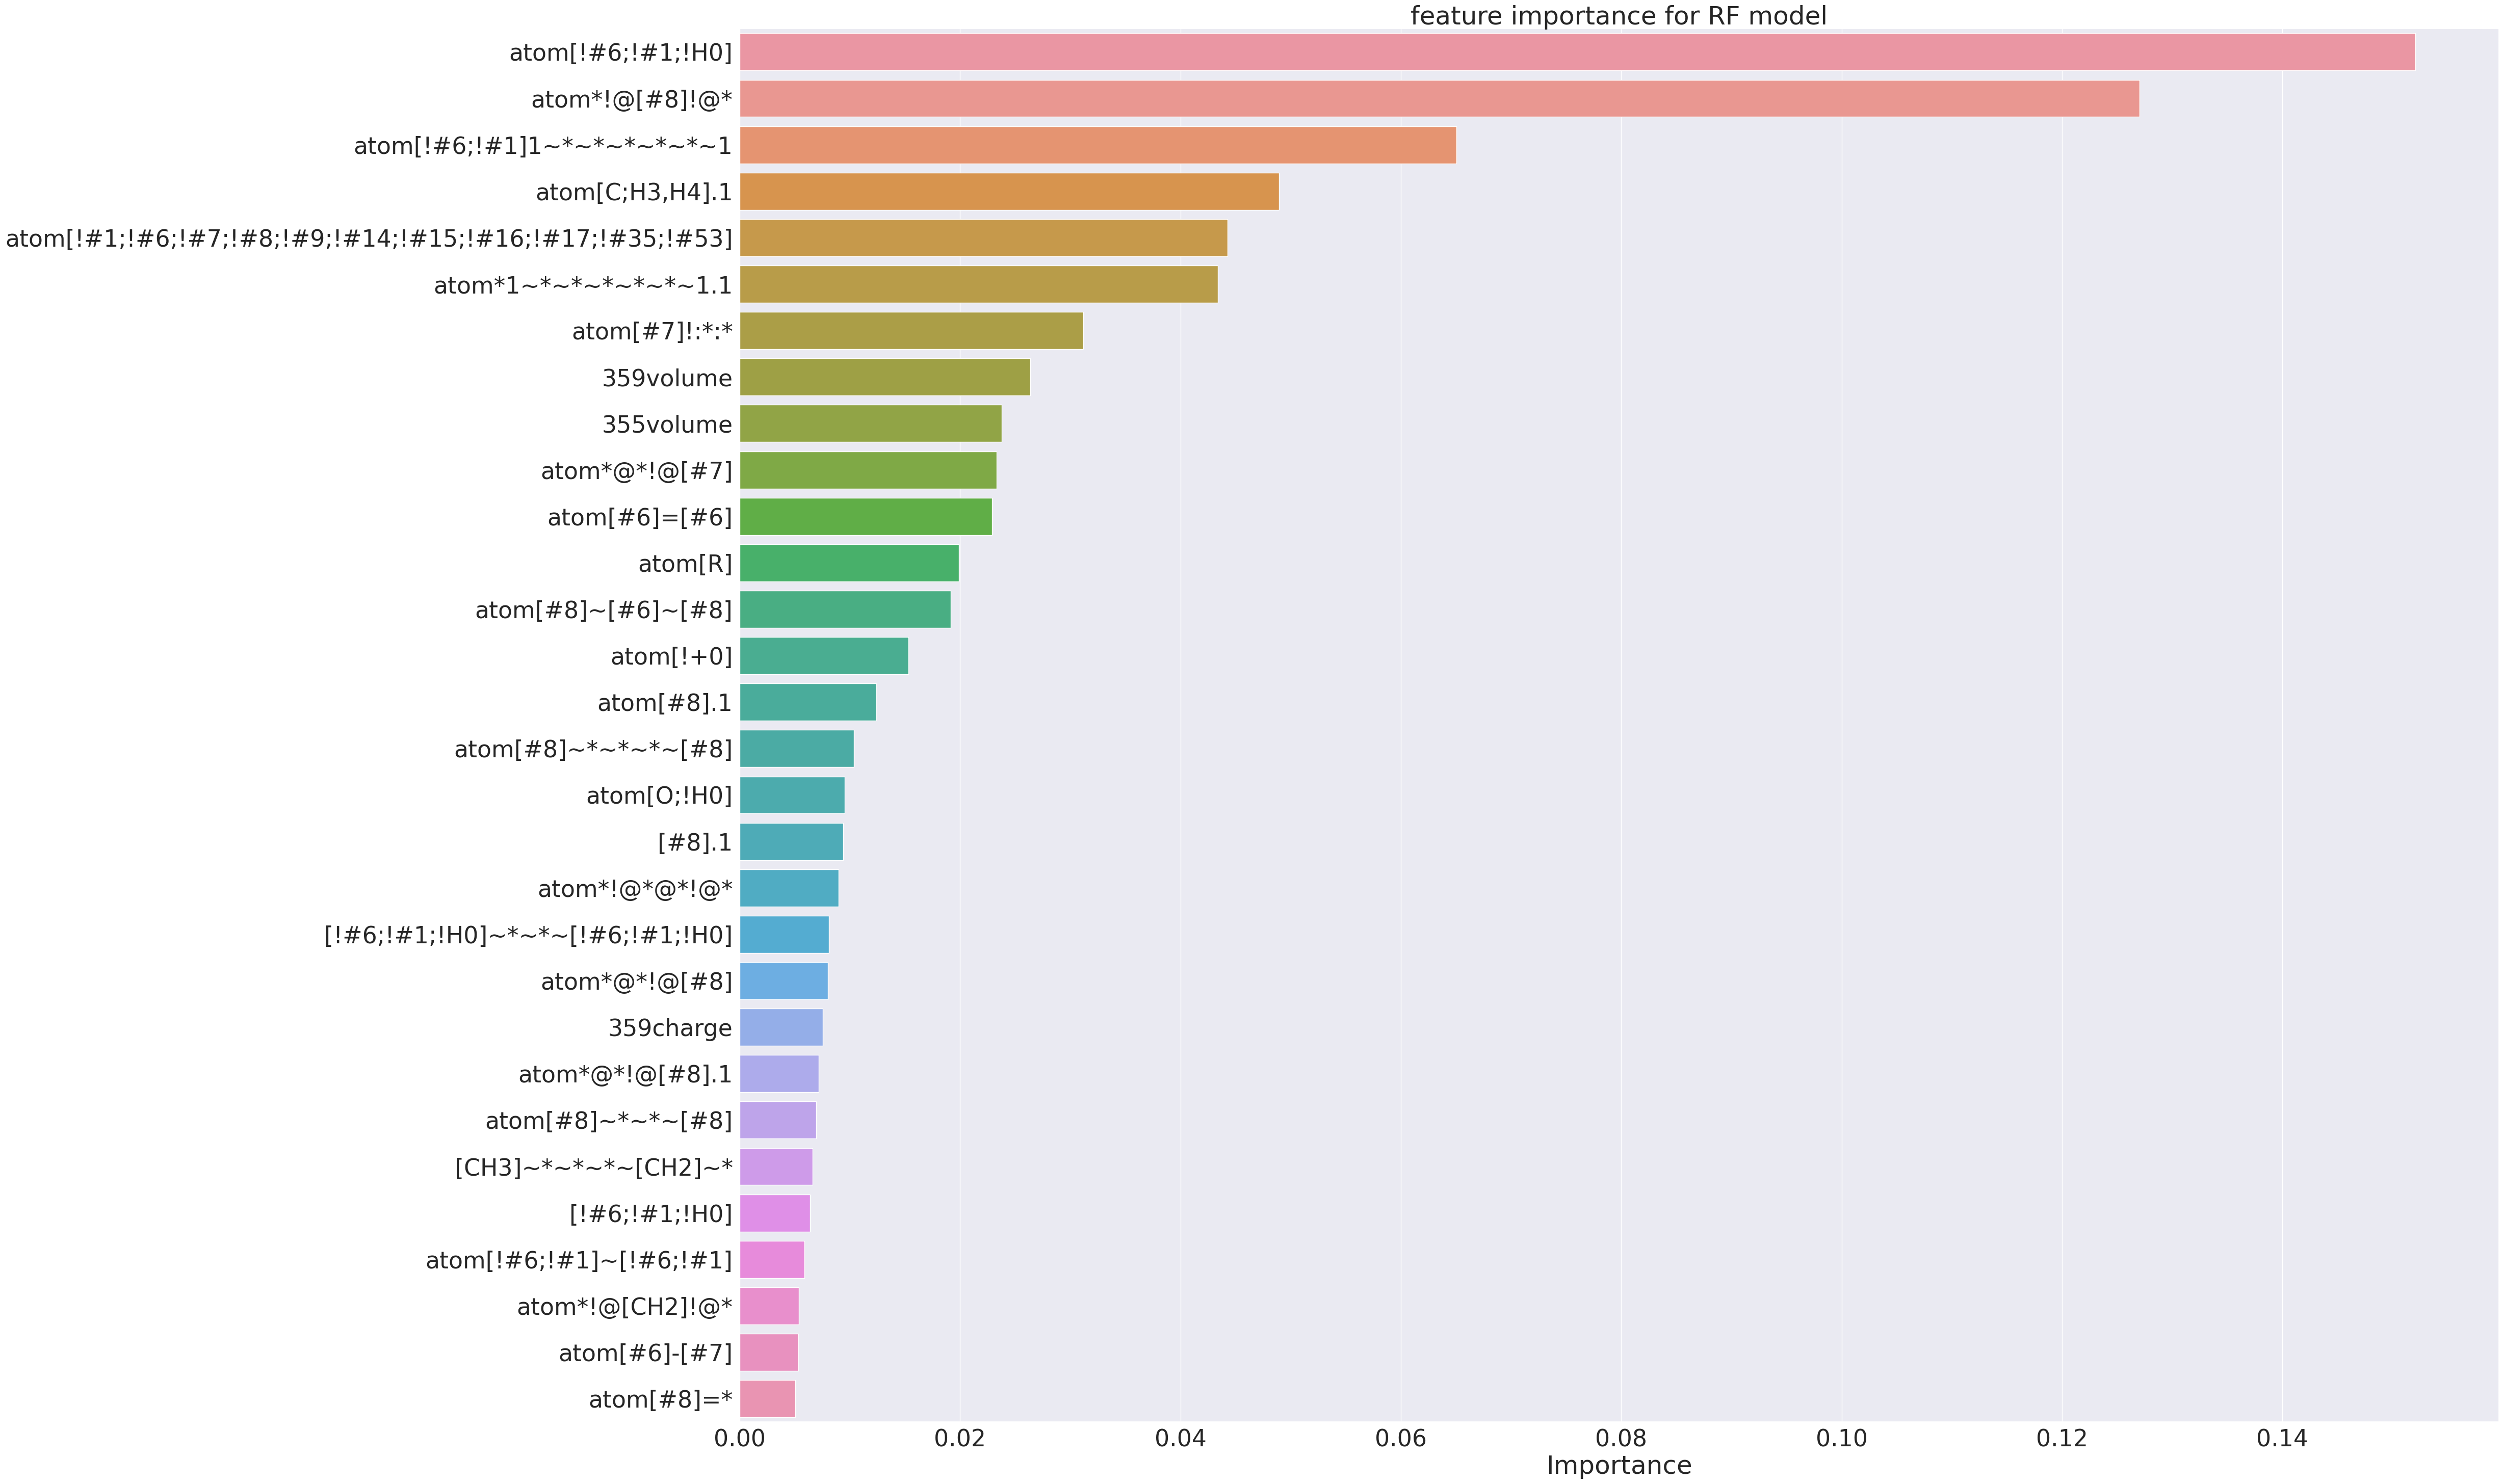 feature importance for RF model
atom[!#6;!#1;!H0]
atom*!@[#8]!@*
atom[!#6;!#1]1~*~*~*~*~*~1
atom[C;H3,H4].1
atom[!#1;!#6;!#7;!#8;!#9;!#14;!#15;!#16;!#17;!#35;!#53]
atom*1~*~*~*~*~*~1.1
atom[#7]!:*:*
359volume
355volume
atom*@*!@[#7]
atom[#6]=[#6]
atom[R]
atom[#8]~[#6]~[#8]
atom[!+0]
atom[#8].1
atom[#8]~*~*~*~[#8]
atom[O;!H0]
[#8].1
atom*!@*@*!@*
[!#6;!#1;!H0]~*~*~[!#6;!#1;!H0]
atom*@*!@[#8]
359charge
atom*@*!@[#8].1
atom[#8]~*~*~[#8]
[CH3]~*~*~*~[CH2]~*
[!#6;!#1;!H0]
atom[!#6;!#1]~[!#6;!#1]
atom*!@[CH2]!@*
atom[#6]-[#7]
atom[#8]=*
0.00 0.02 0.04 0.06 0.08 0.10 0.12 0.14
Importance